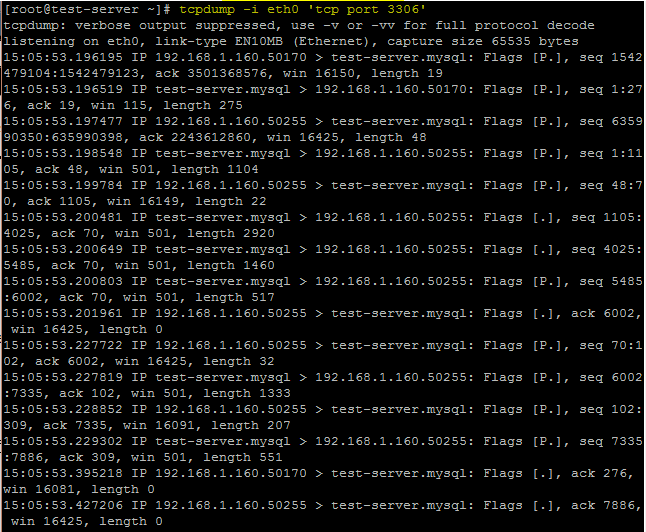 [root@test-server ~]# tcpdump -i eth0 'tcp port 3306'
tcpdump: verbose output suppressed, use -v or -vv for full protocol decode
listening on eth0, link-type EN10MB (Ethernet), capture size 65535 bytes
15:05:53.196195 IP 192.168.1.160.50170 > test-server.mysql: Flags [P.], seq 1542
479104:1542479123, ack 3501368576, win 16150, length 19
15:05:53.196519 IP test-server.mysql > 192.168.1.160.50170: Flags [P.], seq 1:27
6, ack 19, win 115, length 275
15:05:53.197477 IP 192.168.1.160.50255 > test-server.mysql: Flags [P.], seq 6359
90350:635990398, ack 2243612860, win 16425, length 48
15:05:53.198548 IP test-server.mysql > 192.168.1.160.50255: Flags [P.], seq 1:11
05, ack 48, win 501, length 1104
15:05:53.199784 IP 192.168.1.160.50255 > test-server.mysql: Flags [P.], seq 48:7
0, ack 1105, win 16149, length 22
15:05:53.200481 IP test-server.mysql > 192.168.1.160.50255: Flags [.], seq 1105:
4025, ack 70, win 501, length 2920
15:05:53.200649 IP test-server.mysql > 192.168.1.160.50255: Flags [.], seq 4025:
5485, ack 70, win 501, length 1460
15:05:53.200803 IP test-server.mysql > 192.168.1.160.50255: Flags [P.], seq 5485
:6002, ack 70, win 501, length 517
15:05:53.201961 IP 192.168.1.160.50255 > test-server.mysql: Flags [.], ack 6002,
 win 16425, length 0
15:05:53.227722 IP 192.168.1.160.50255 > test-server.mysql: Flags [P.], seq 70:1
02, ack 6002, win 16425, length 32
15:05:53.227819 IP test-server.mysql > 192.168.1.160.50255: Flags [P.], seq 6002
:7335, ack 102, win 501, length 1333
15:05:53.228852 IP 192.168.1.160.50255 > test-server.mysql: Flags [P.], seq 102:
309, ack 7335, win 16091, length 207
15:05:53.229302 IP test-server.mysql > 192.168.1.160.50255: Flags [P.], seq 7335
:7886, ack 309, win 501, length 551
15:05:53.395218 IP 192.168.1.160.50170 > test-server.mysql: Flags [.], ack 276,
win 16081, length 0
15:05:53.427206 IP 192.168.1.160.50255 > test-server.mysql: Flags [.], ack 7886,
 win 16425, length 0